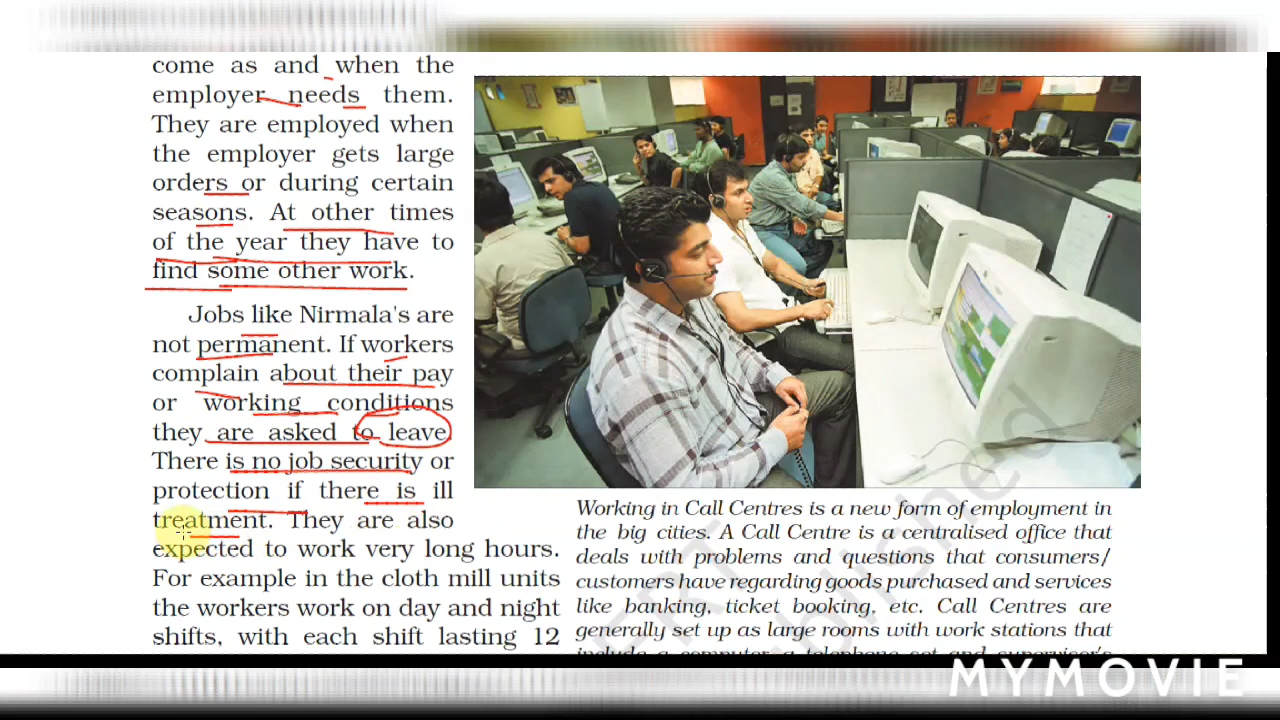 come as and when the
employer needs them.
They are employed when
the employer gets large
orders or during certain
seasons. At other times
of the year they have to
find some other work.
Jobs like Nirmala's are
not permanent. If workers
complain about their pay
or working conditions
they are asked to leave.
There is no job security or
protection if there is ill
treatment. They are also
expected to work very long hours.
For example in the cloth mill units
the workers work on day and night
shifts, with each shift lasting 12
Working in Call Centres is a new form of employment in
the big cities. A Call Centre is a centralised office that
deals with problems and questions that consumers/
customers have regarding goods purchased and services
like banking, ticket booking, etc. Call Centres are
generally set up as large rooms with work stations that
include a computer, a telephone set and supervisor's
MYMOVIE